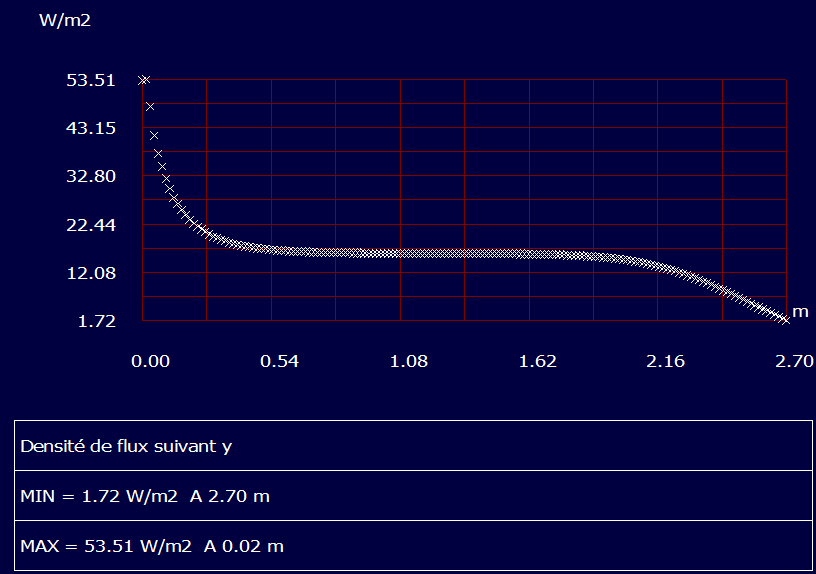 W/m2
53.51
43.15
32.80
22.44
12.08
1.72
m
0.00 0.54 1.08 1.62 2.16 2.70
Densité de flux suivant y
MIN = 1.72 W/m2 A 2.70 m
MAX = 53.51 W/m2 A 0.02 m